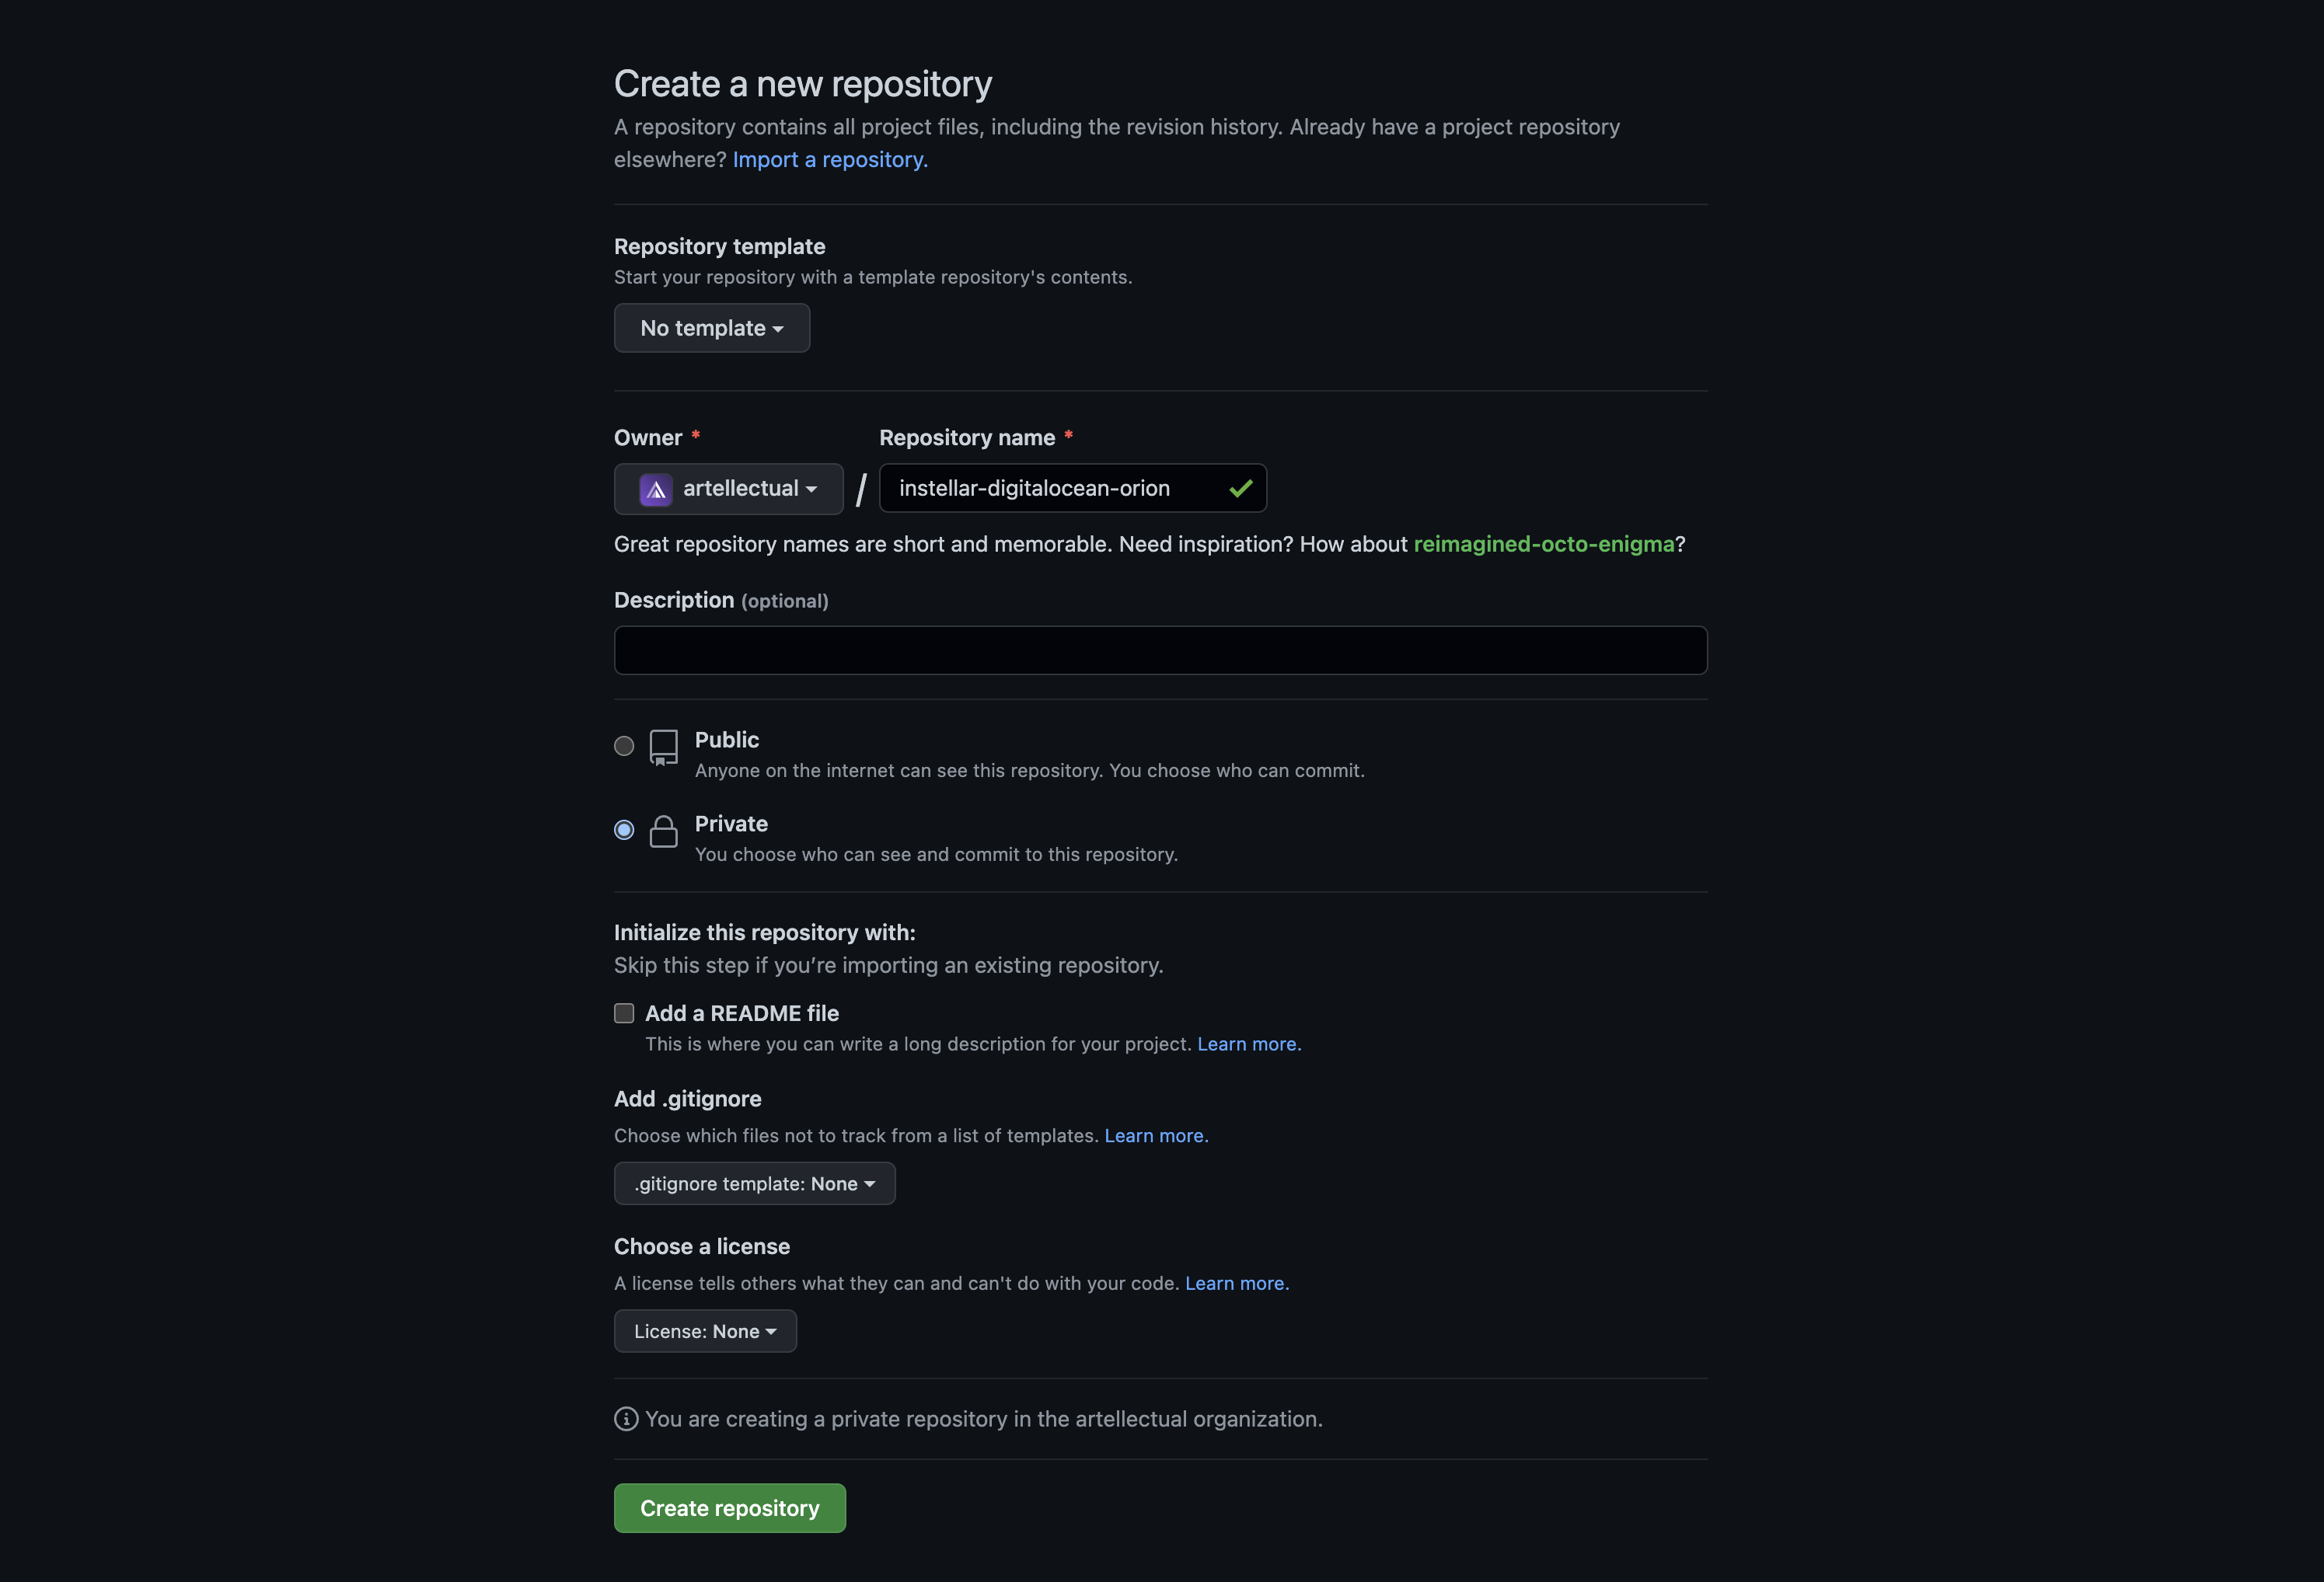 Create a new repository
A repository contains all project files, including the revision history. Already have a project repository
elsewhere? Import a repository.
Repository template
Start your repository with a template repository's contents.
No template
Owner * Repository name *
artellectual / instellar-digitalocean-orion
Great repository names are short and memorable. Need inspiration? How about reimagined-octo-enigma?
Description (optional)
Public
Anyone on the internet can see this repository. You choose who can commit.
Private
You choose who can see and commit to this repository.
Initialize this repository with:
Skip this step if you’re importing an existing repository.
Add a README file
This is where you can write a long description for your project. Learn more.
Add .gitignore
Choose which files not to track from a list of templates. Learn more.
.gitignore template: None
Choose a license
A license tells others what they can and can't do with your code. Learn more.
License: None
You are creating a private repository in the artellectual organization.
Create repository